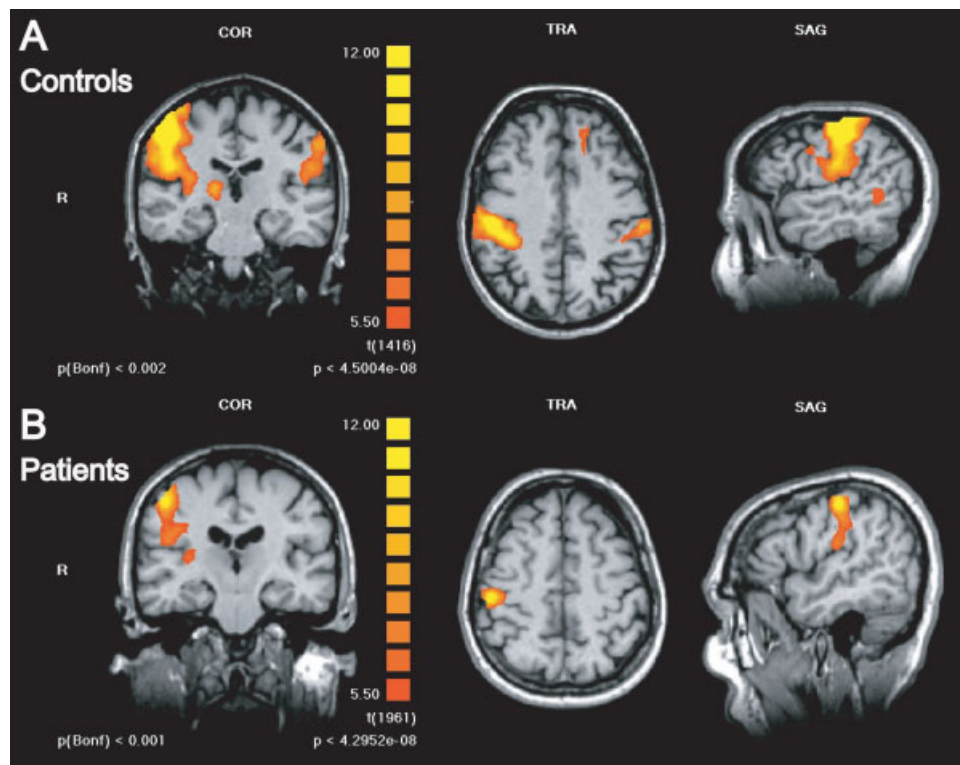 A
Controls
COR
TRA
SAG
12.00
R
5.50
t(1416)
p(Bonf) < 0.002
p < 4.5004e-08
B
Patients
COR
TRA
SAG
12.00
R
5.50
t(1961)
p(Bonf) < 0.001
p < 4.2952e-08